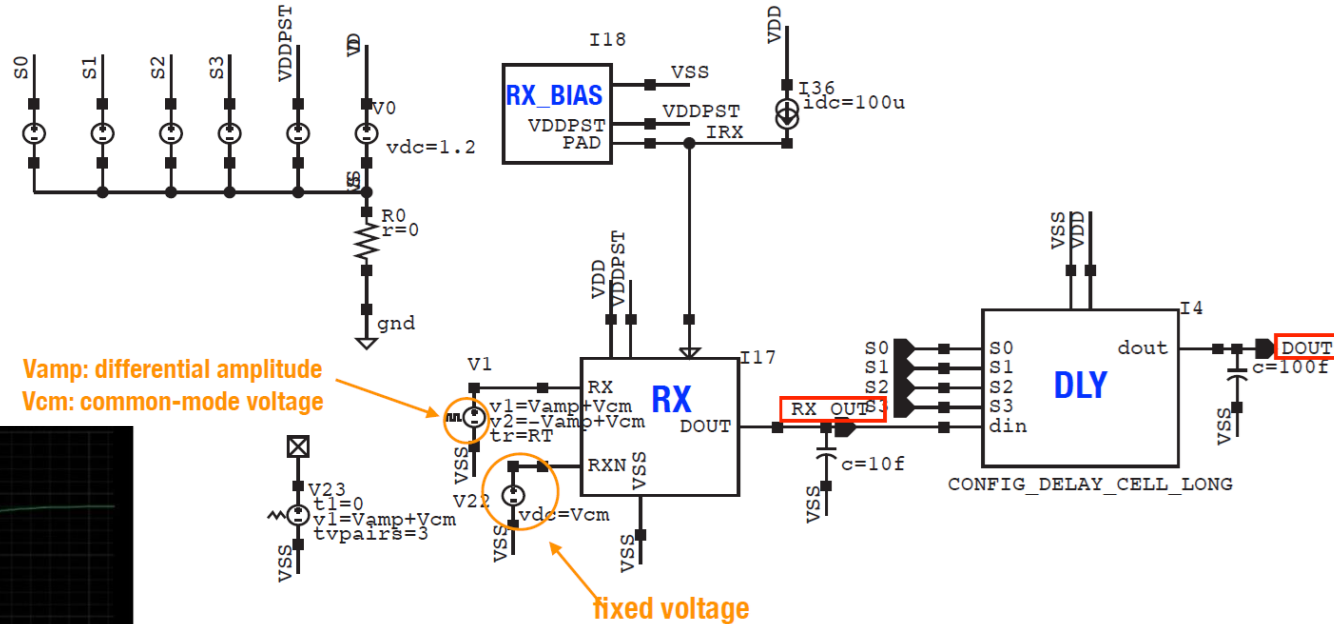 S0
S1
S2
S3
VDDPST
V0
vdc=1.2
R0
r=0
gnd
I18
RX_BIAS
VSS
VDDPST
VDDPST
PAD
IRX
VDD
I36
idc=100u
Vamp: differential amplitude
Vcm: common-mode voltage
V1
v1=Vamp+Vcm
v2=-Vamp+Vcm
tr=RT
VSS
V23
t1=0
v1=Vamp+Vcm
tvpairs=3
VSS
V22
vdc=Vcm
VSS
fixed voltage
VDD
VDDPST
I17
RX
RX
DOUT
RXN
VSS
VSS
RX_OUT
c=10f
VSS
S0
S1
S2
S3
VSS
VDD
I4
S0
S1
S2
S3
din
DLY
dout
CONFIG_DELAY_CELL_LONG
DOUT
c=100f
VSS